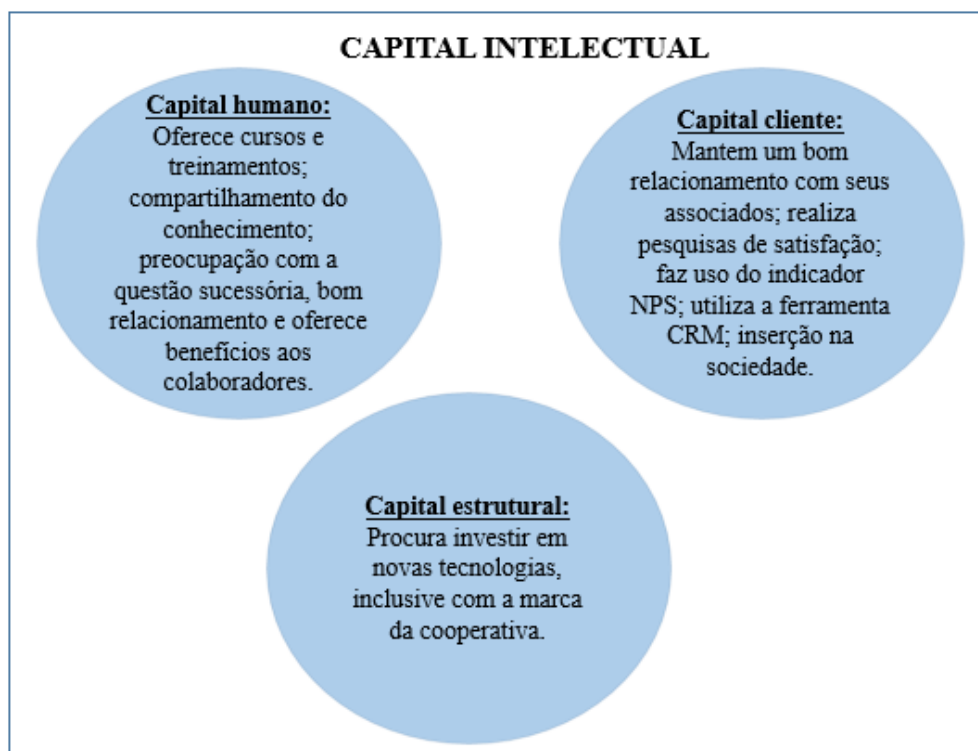 CAPITAL INTELECTUAL
Capital humano:
Oferece cursos e
treinamentos;
compartilhamento do
conhecimento;
preocupação com a
questão sucessória, bom
relacionamento e oferece
benefícios aos
colaboradores.
Capital cliente:
Mantem um bom
relacionamento com seus
associados; realiza
pesquisas de satisfação;
faz uso do indicador
NPS; utiliza a ferramenta
CRM; inserção na
sociedade.
Capital estrutural:
Procura investir em
novas tecnologias,
inclusive com a marca
da cooperativa.